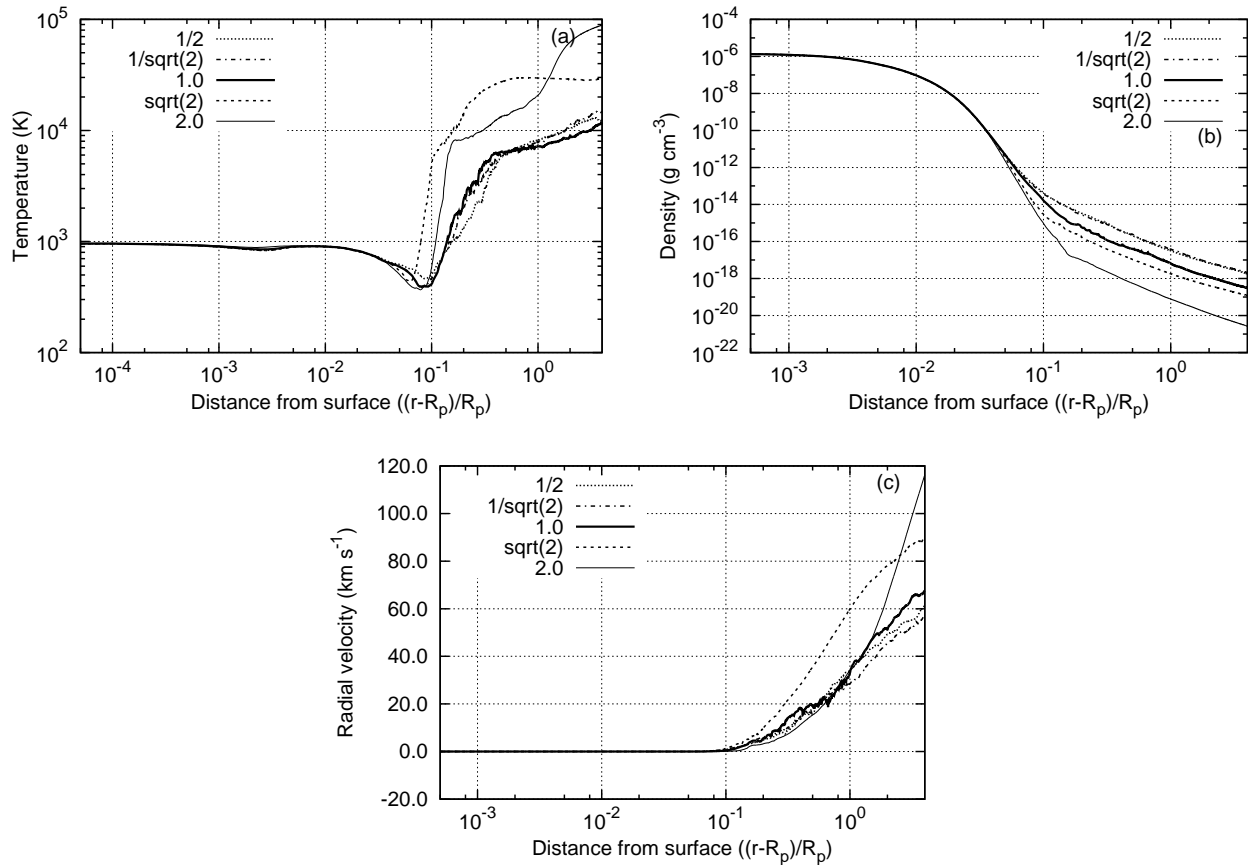 (a)
1/2
1/sqrt(2)
1.0
sqrt(2)
2.0
Temperature (K)
10^5
10^4
10^3
10^2
10^-4
10^-3
10^-2
10^-1
10^0
Distance from surface ((r-R_p)/R_p)
1/2
1/sqrt(2)
1.0
sqrt(2)
2.0
(b)
Density (g cm^-3)
10^-4
10^-6
10^-8
10^-10
10^-12
10^-14
10^-16
10^-18
10^-20
10^-22
10^-3
10^-2
10^-1
10^0
Distance from surface ((r-R_p)/R_p)
(c)
1/2
1/sqrt(2)
1.0
sqrt(2)
2.0
Radial velocity (km s^-1)
120.0
100.0
80.0
60.0
40.0
20.0
0.0
-20.0
10^-3
10^-2
10^-1
10^0
Distance from surface ((r-R_p)/R_p)